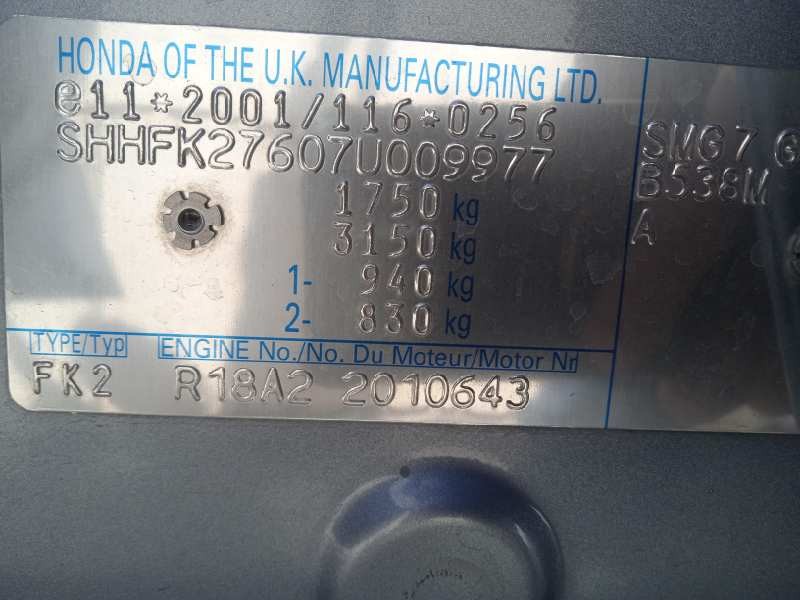 HONDA OF THE U.K. MANUFACTURING LTD.
e11*2001/116*0256
SHHFK27607U009977
1750 kg
3150 kg
1- 940 kg
2- 830 kg
TYPE/Typ ENGINE No./No. Du Moteur/Motor Nr
FK2 R18A2 2010643
SMG7 G
B538M
A